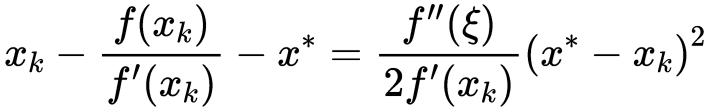 x_k - \frac{f(x_k)}{f'(x_k)} - x^* = \frac{f''(\xi)}{2f'(x_k)}(x^* - x_k)^2